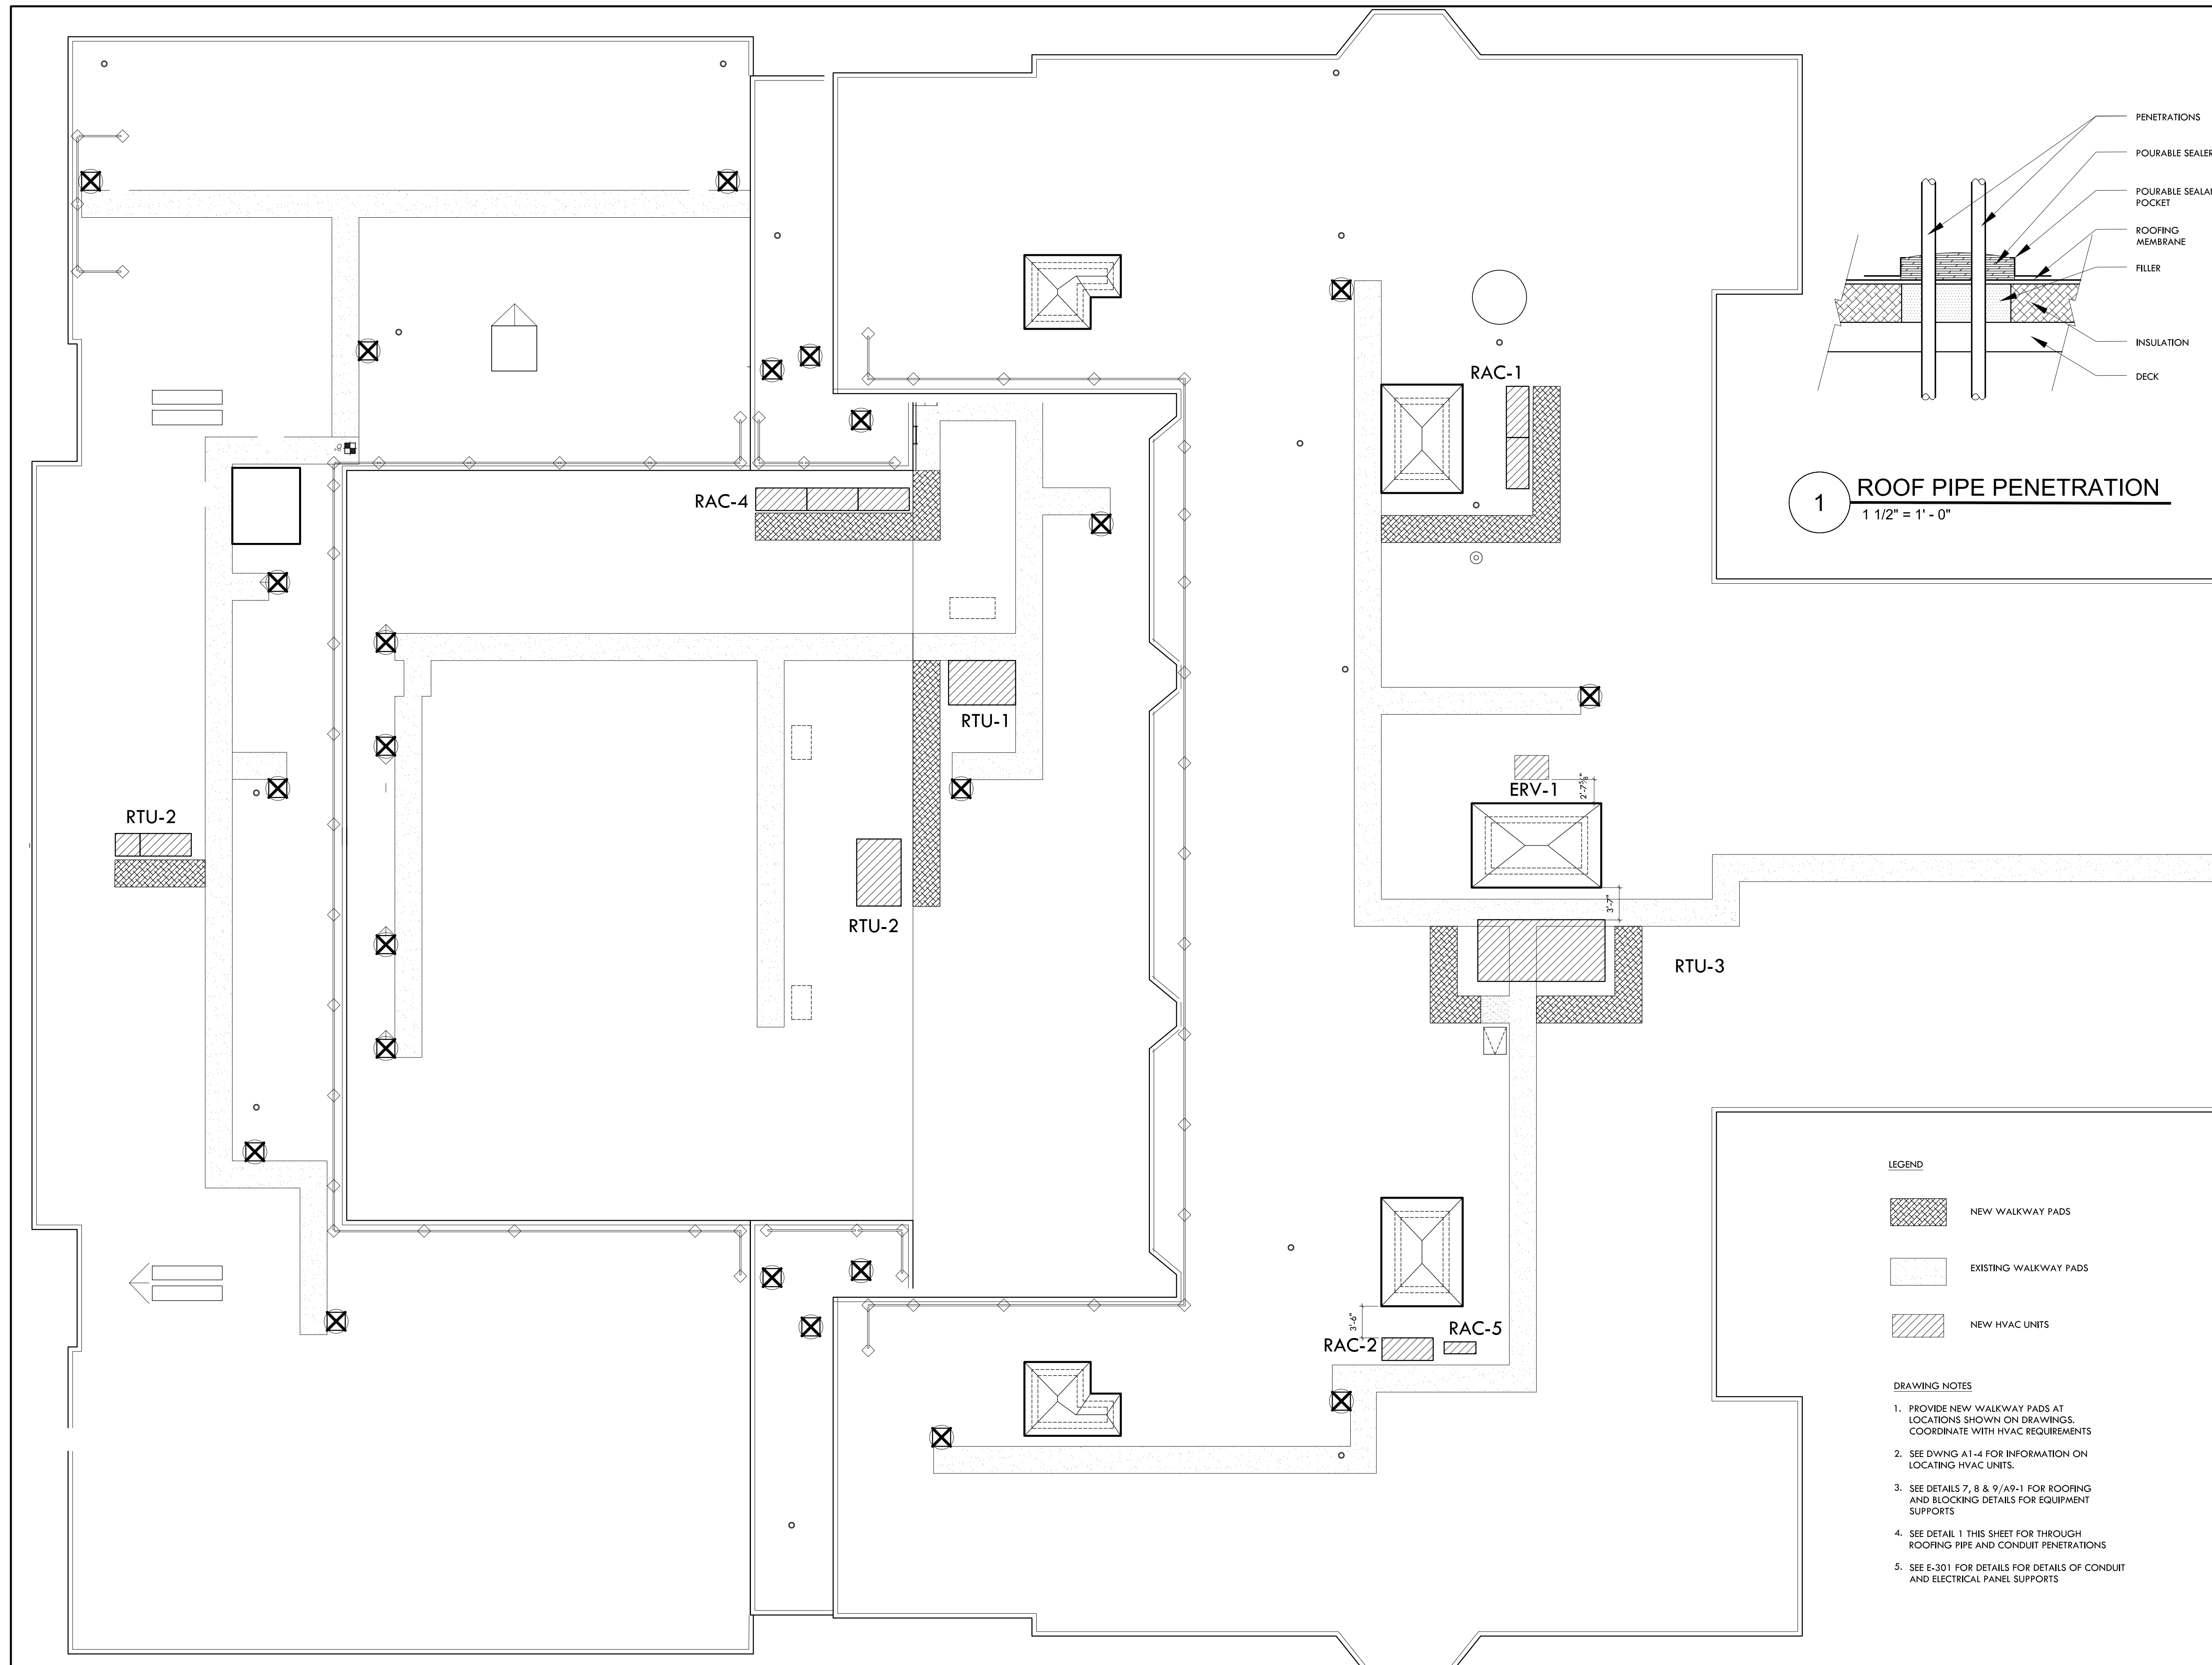 PENETRATIONS
POURABLE SEALER
POURABLE SEALA
POCKET
ROOFING
MEMBRANE
FILLER
INSULATION
DECK
1
ROOF PIPE PENETRATION
1 1/2" = 1' - 0"
RAC-1
RAC-4
RTU-1
ERV-1
2'-7 5/8"
RTU-2
RTU-2
3'-7"
RTU-3
3'-6"
RAC-2
RAC-5
LEGEND
NEW WALKWAY PADS
EXISTING WALKWAY PADS
NEW HVAC UNITS
DRAWING NOTES
1. PROVIDE NEW WALKWAY PADS AT
LOCATIONS SHOWN ON DRAWINGS.
COORDINATE WITH HVAC REQUIREMENTS
2. SEE DWNG A1-4 FOR INFORMATION ON
LOCATING HVAC UNITS.
3. SEE DETAILS 7, 8 & 9/A9-1 FOR ROOFING
AND BLOCKING DETAILS FOR EQUIPMENT
SUPPORTS
4. SEE DETAIL 1 THIS SHEET FOR THROUGH
ROOFING PIPE AND CONDUIT PENETRATIONS
5. SEE E-301 FOR DETAILS FOR DETAILS OF CONDUIT
AND ELECTRICAL PANEL SUPPORTS